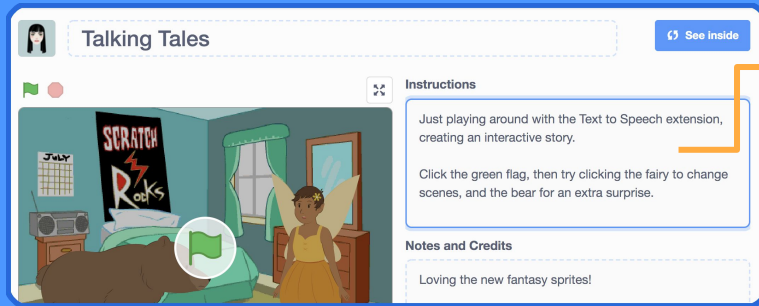 Talking Tales
See inside
Instructions
Just playing around with the Text to Speech extension,
creating an interactive story.
Click the green flag, then try clicking the fairy to change
scenes, and the bear for an extra surprise.
JULY
SCRATCH
Rocks
Notes and Credits
Loving the new fantasy sprites!